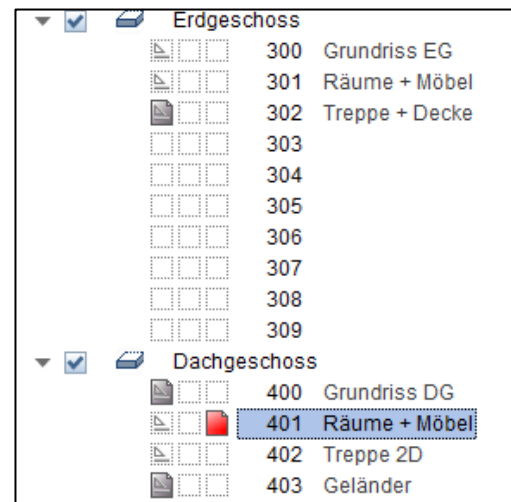 Erdgeschoss
300 Grundriss EG
301 Räume + Möbel
302 Treppe + Decke
303
304
305
306
307
308
309
Dachgeschoss
400 Grundriss DG
401 Räume + Möbel
402 Treppe 2D
403 Geländer